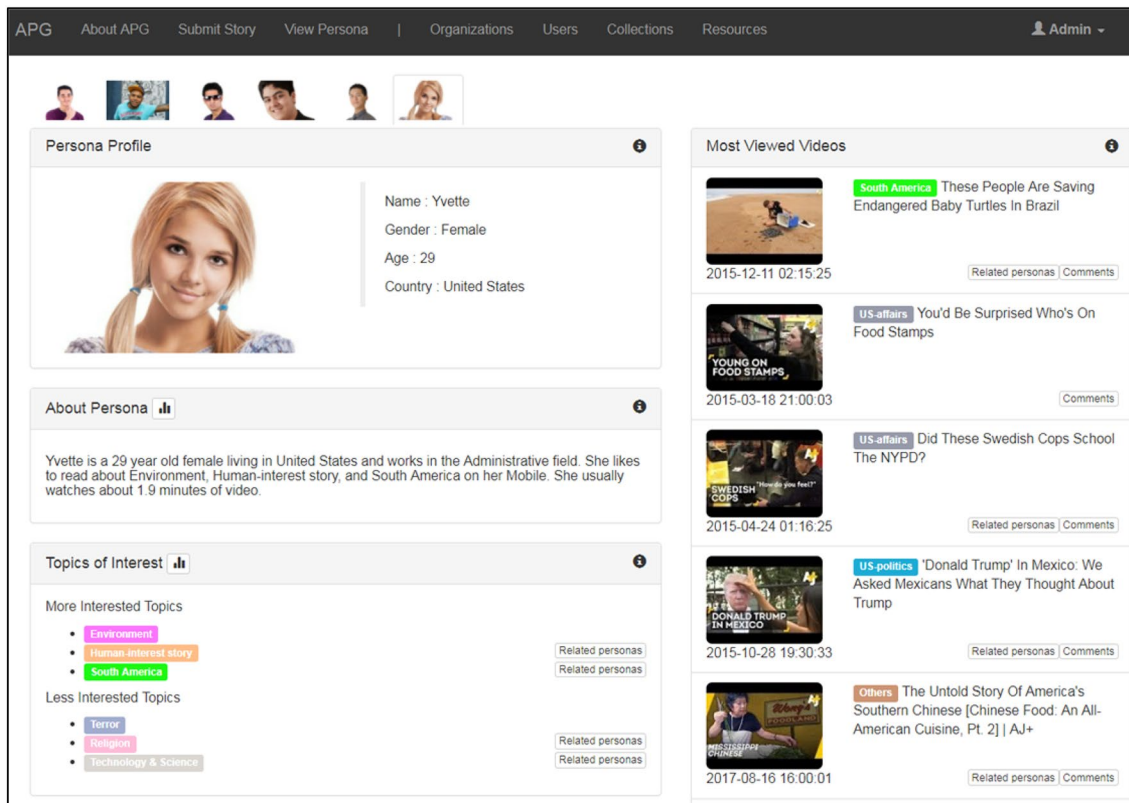 APG About APG Submit Story View Persona | Organizations Users Collections Resources Admin
Persona Profile
Name : Yvette
Gender : Female
Age : 29
Country : United States
About Persona
Yvette is a 29 year old female living in United States and works in the Administrative field. She likes
to read about Environment, Human-interest story, and South America on her Mobile. She usually
watches about 1.9 minutes of video.
Topics of Interest
More Interested Topics
Environment
Human-interest story Related personas
South America Related personas
Less Interested Topics
Terror
Religion Related personas
Technology & Science Related personas
Most Viewed Videos
South America These People Are Saving
Endangered Baby Turtles In Brazil
2015-12-11 02:15:25 Related personas Comments
US-affairs You'd Be Surprised Who's On
Food Stamps
YOUNG ON
FOOD STAMPS
2015-03-18 21:00:03 Comments
US-affairs Did These Swedish Cops School
The NYPD?
SWEDISH "How do you feel?"
COPS
2015-04-24 01:16:25 Related personas Comments
US-politics 'Donald Trump' In Mexico: We
Asked Mexicans What They Thought About
Trump
DONALD TRUMP
IN MEXICO
2015-10-28 19:30:33 Related personas Comments
Others The Untold Story Of America's
Southern Chinese [Chinese Food: An All-
American Cuisine, Pt. 2] | AJ+
Wong's
FOODLAND
MISSISSIPPI
CHINESE
2017-08-16 16:00:01 Related personas Comments